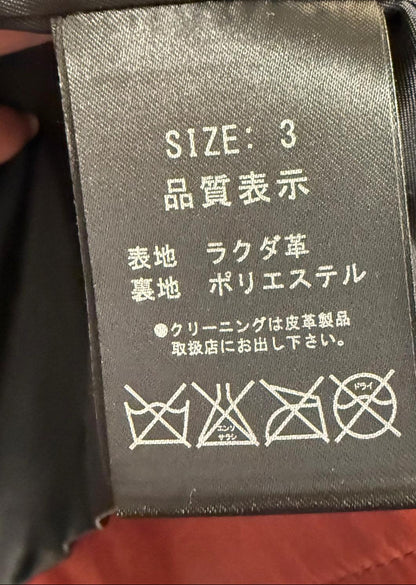 SIZE: 3
品質表示
表地 ラクダ革
裏地 ポリエステル
●クリーニングは皮革製品
取扱店にお出し下さい。
エンソ
サラシ
ドライ